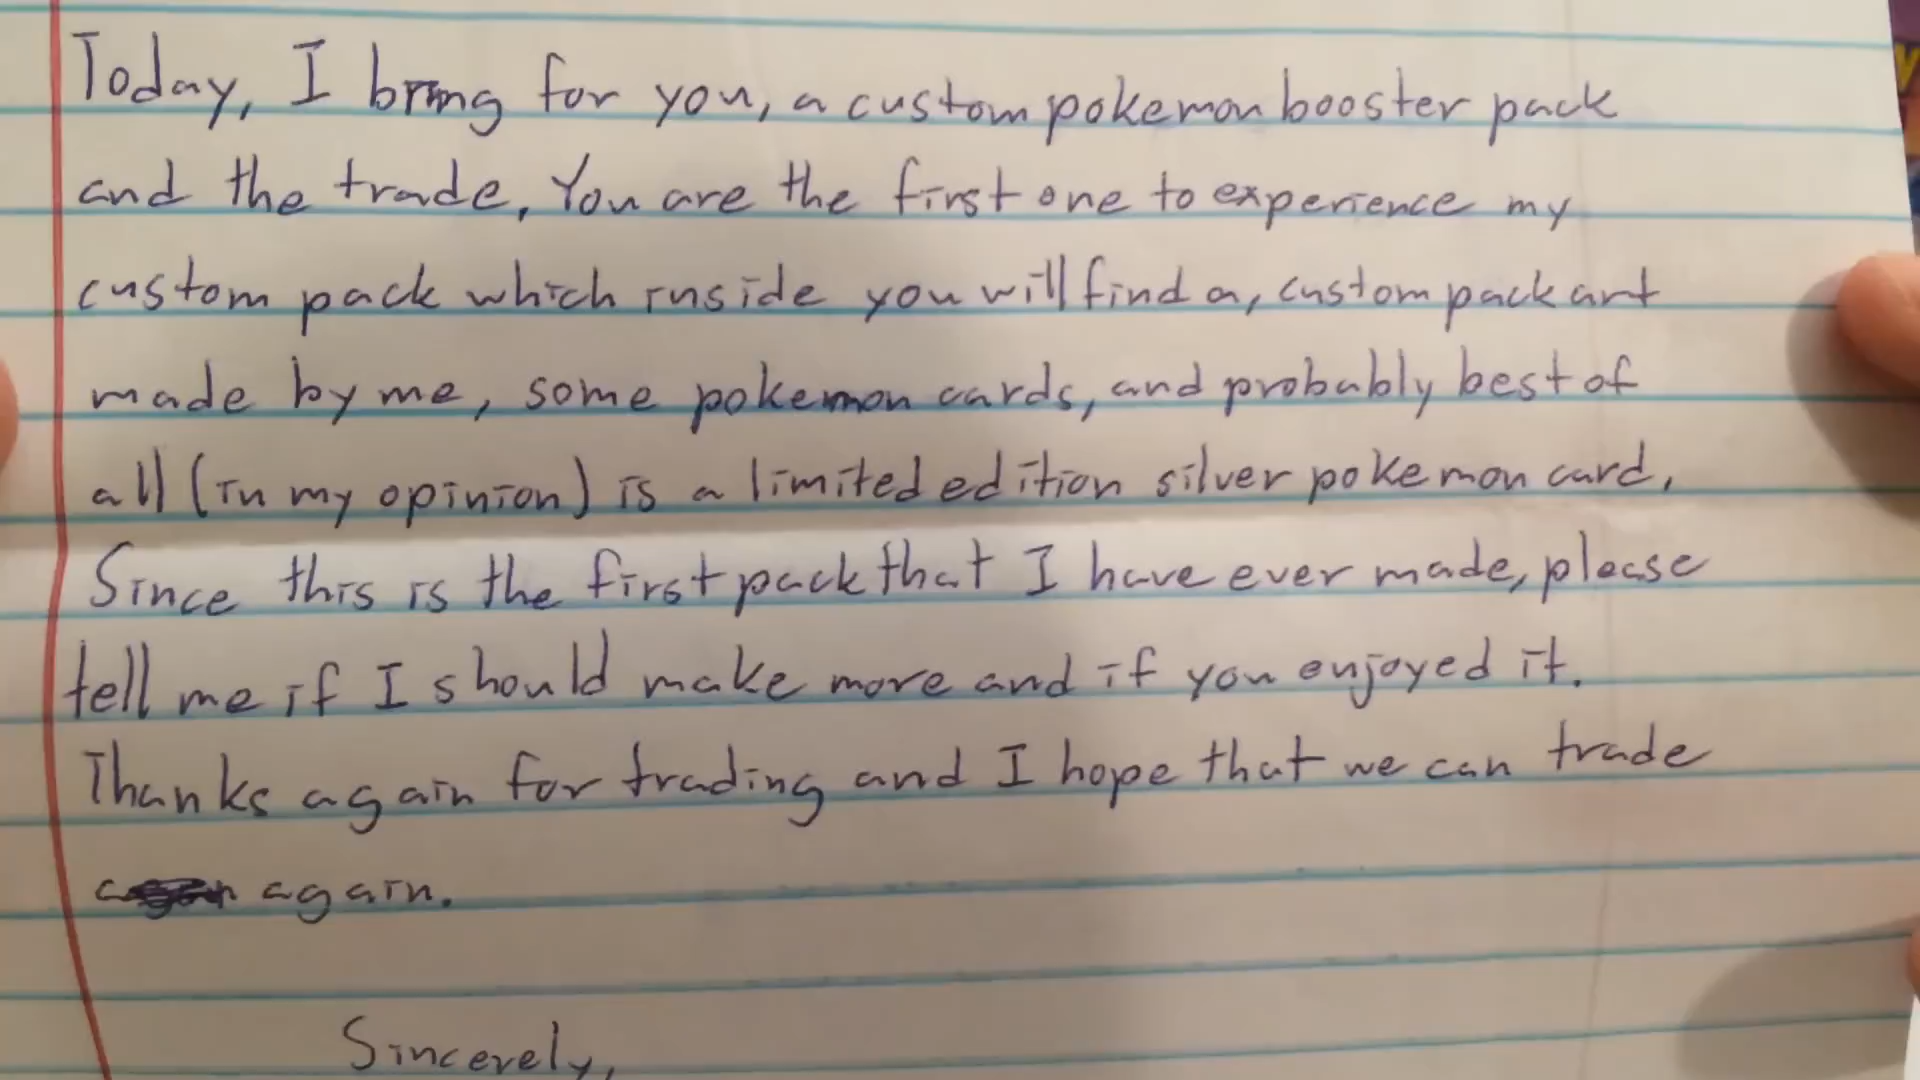 Today, I bring for you, a custom pokemon booster pack
and the trade. You are the first one to experience my
custom pack which inside you will find a, custom pack art
made by me, some pokemon cards, and probably best of
all (in my opinion) is a limited edition silver pokemon card.
Since this is the first pack that I have ever made, please
tell me if I should make more and if you enjoyed it.
Thanks again for trading and I hope that we can trade
again.
Sincerely,